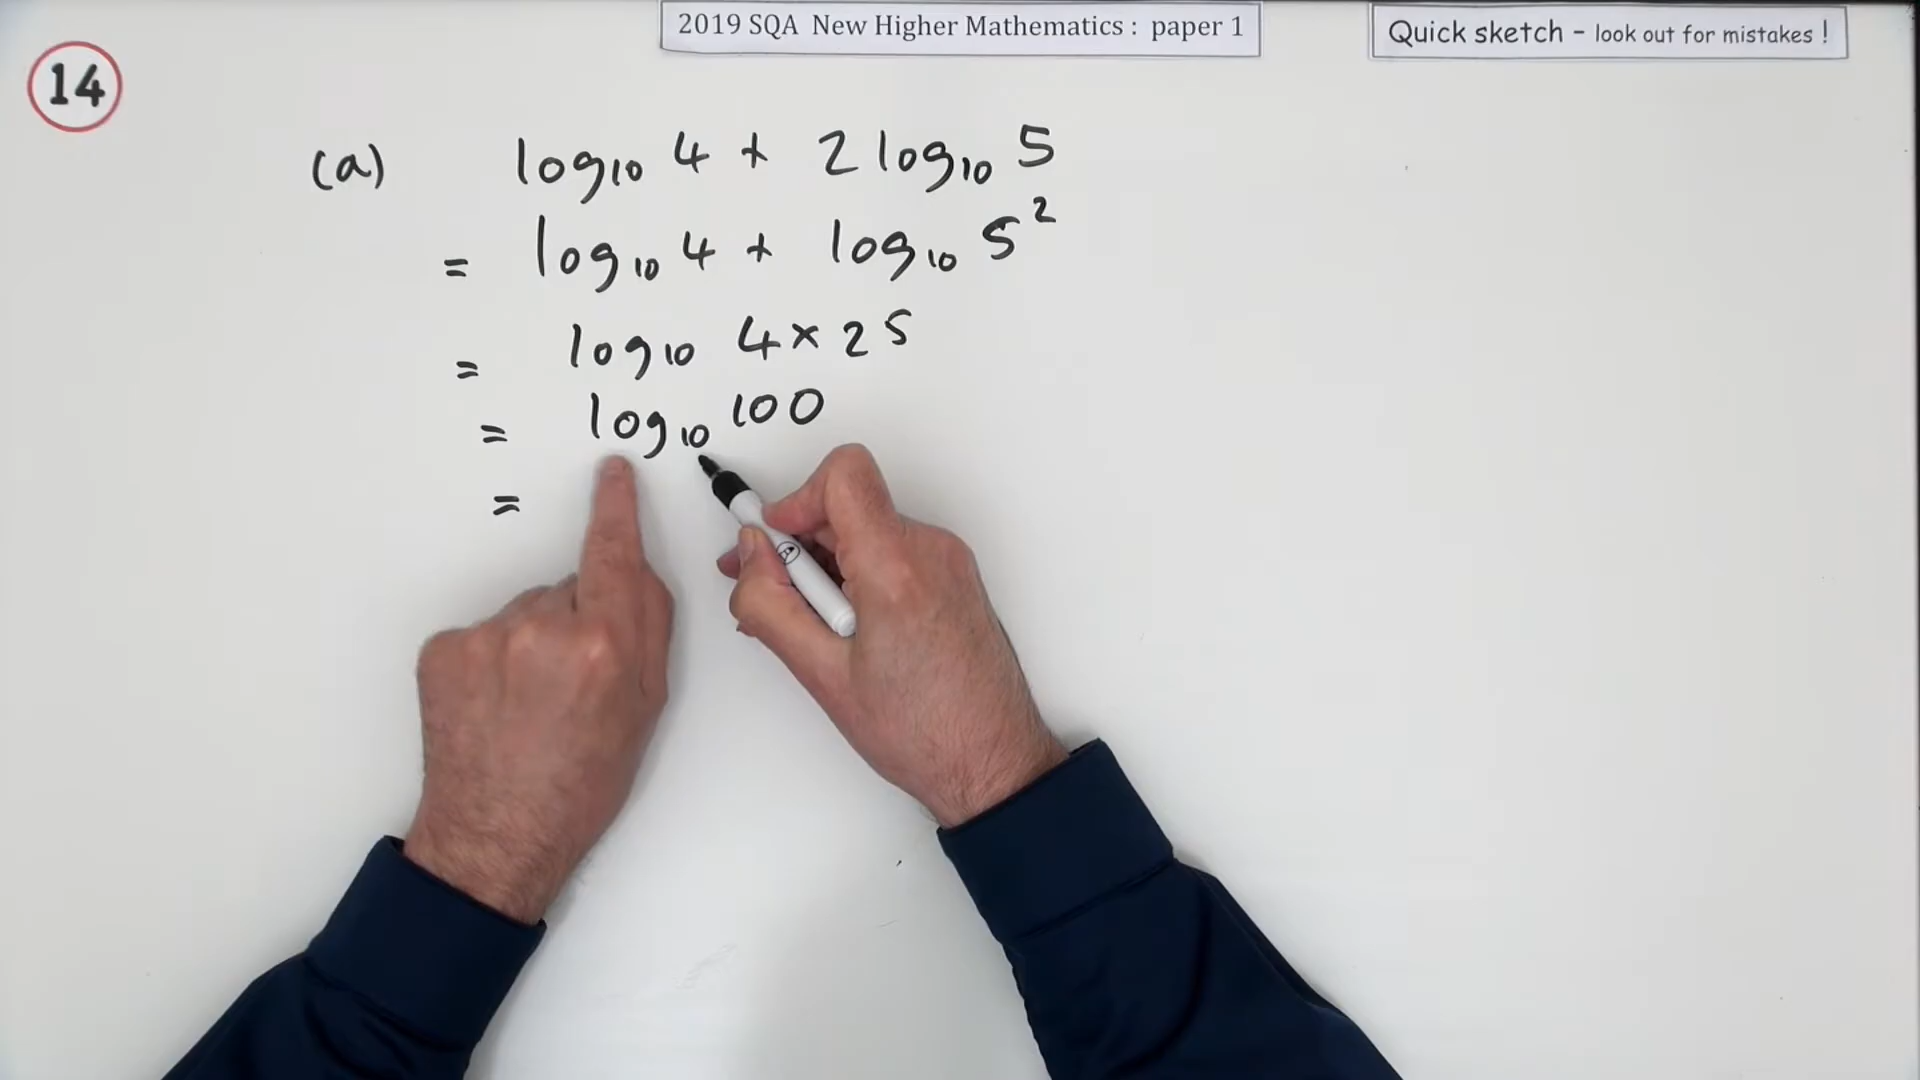 2019 SQA New Higher Mathematics : paper 1
Quick sketch - look out for mistakes !
14
(a) log₁₀ 4 + 2 log₁₀ 5
= log₁₀ 4 + log₁₀ 5²
= log₁₀ 4 × 25
= log₁₀ 100
=